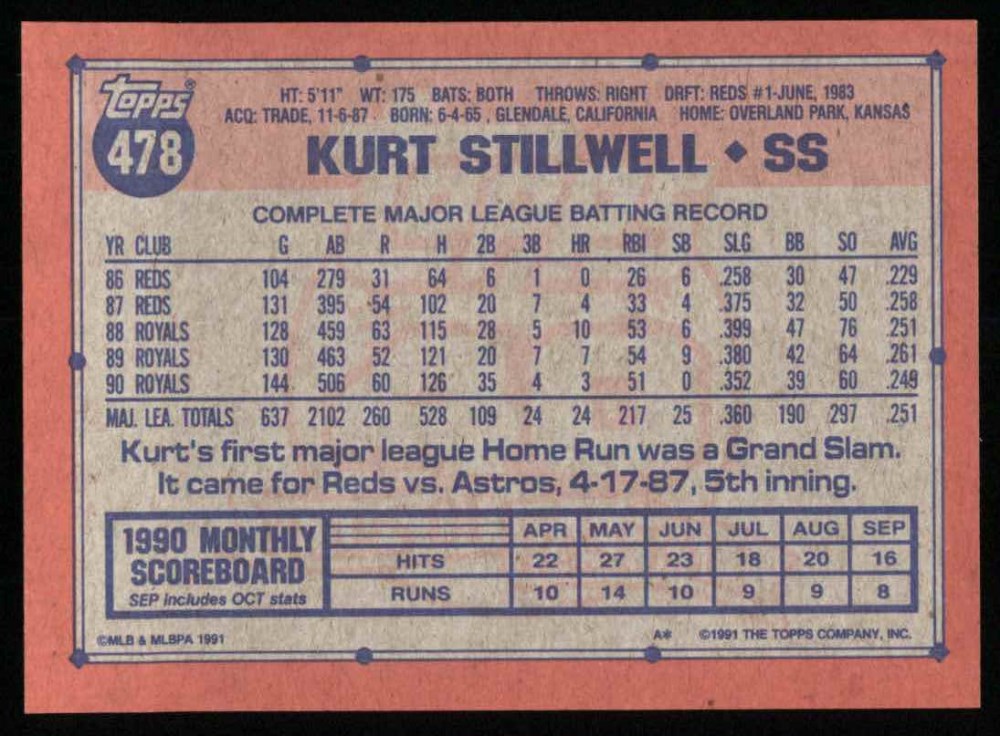 topps®
478
HT: 5'11" WT: 175 BATS: BOTH THROWS: RIGHT DRFT: REDS #1-JUNE, 1983
ACQ: TRADE, 11-6-87 BORN: 6-4-65, GLENDALE, CALIFORNIA HOME: OVERLAND PARK, KANSAS
KURT STILLWELL ◆ SS
COMPLETE MAJOR LEAGUE BATTING RECORD
YR CLUB G AB R H 2B 3B HR RBI SB SLG BB SO AVG
86 REDS 104 279 31 64 6 1 0 26 6 .258 30 47 .229
87 REDS 131 395 54 102 20 7 4 33 4 .375 32 50 .258
88 ROYALS 128 459 63 115 28 5 10 53 6 .399 47 76 .251
89 ROYALS 130 463 52 121 20 7 7 54 9 .380 42 64 .261
90 ROYALS 144 506 60 126 35 4 3 51 0 .352 39 60 .249
MAJ. LEA. TOTALS 637 2102 260 528 109 24 24 217 25 .360 190 297 .251
Kurt's first major league Home Run was a Grand Slam.
It came for Reds vs. Astros, 4-17-87, 5th inning.
1990 MONTHLY
SCOREBOARD
SEP includes OCT stats
APR MAY JUN JUL AUG SEP
HITS 22 27 23 18 20 16
RUNS 10 14 10 9 9 8
©MLB & MLBPA 1991 A* ©1991 THE TOPPS COMPANY, INC.